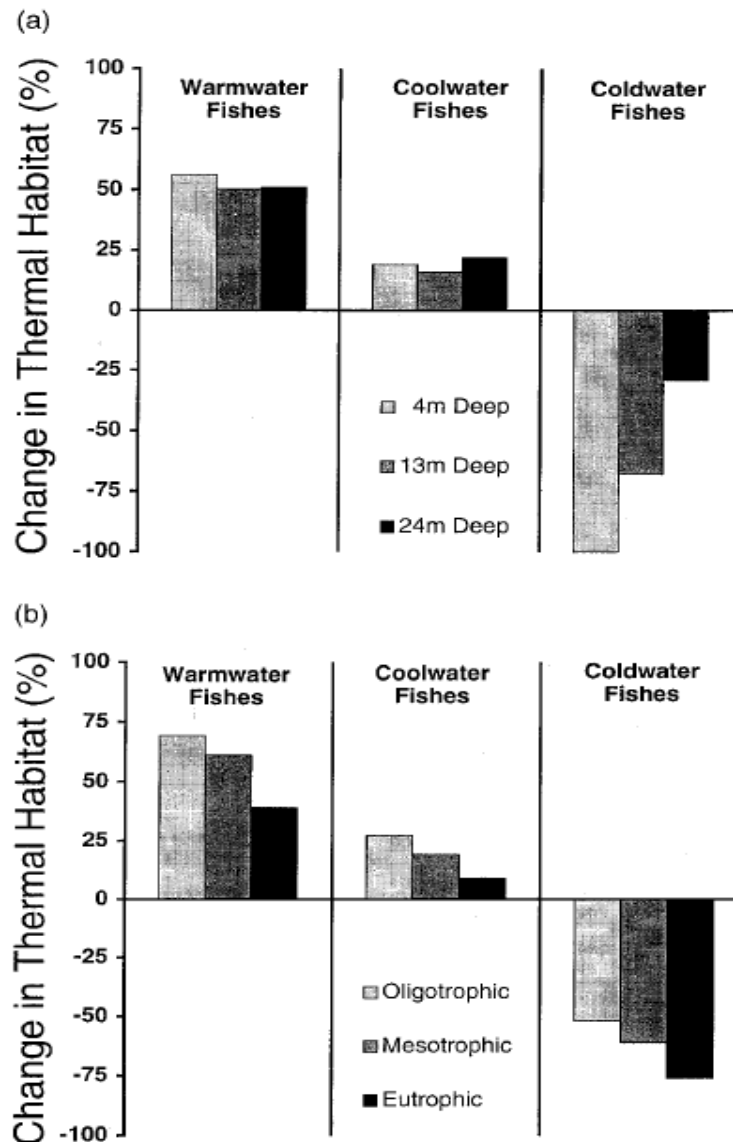 (a)
Change in Thermal Habitat (%)
100
75
50
25
0
-25
-50
-75
-100
Warmwater
Fishes
Coolwater
Fishes
Coldwater
Fishes
4m Deep
13m Deep
24m Deep
(b)
Change in Thermal Habitat (%)
100
75
50
25
0
-25
-50
-75
-100
Warmwater
Fishes
Coolwater
Fishes
Coldwater
Fishes
Oligotrophic
Mesotrophic
Eutrophic